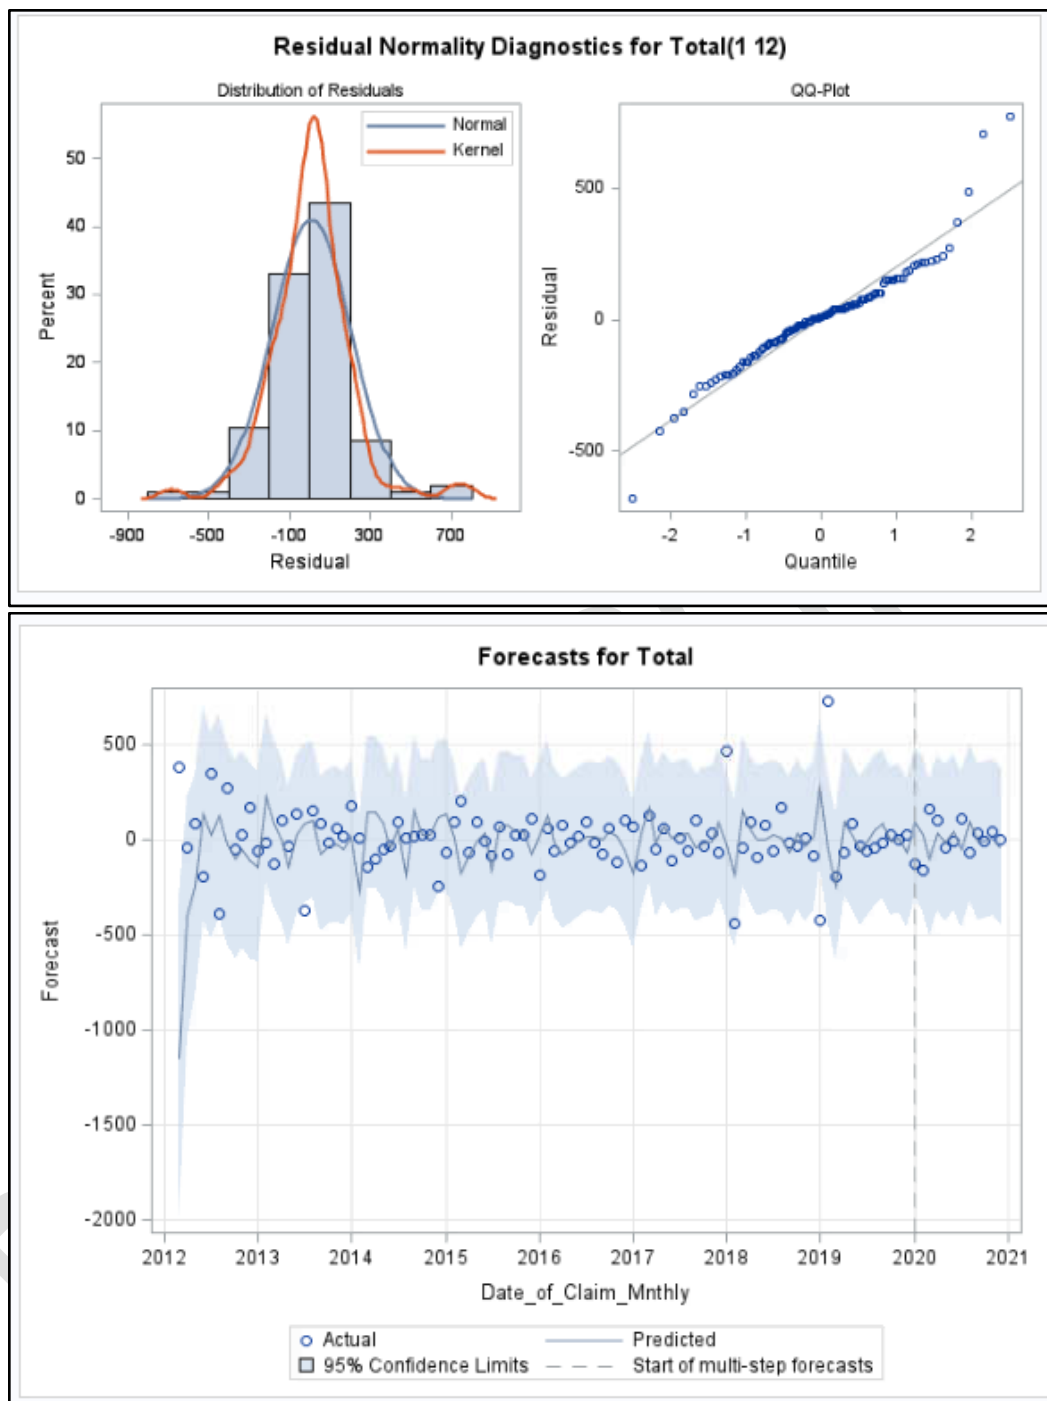 Residual Normality Diagnostics for Total(1 12)
Distribution of Residuals
QQ-Plot
Normal
Kernel
50
40
30
20
10
0
Percent
-900 -500 -100 300 700
Residual
500
0
-500
Residual
-2 -1 0 1 2
Quantile
Forecasts for Total
500
0
-500
-1000
-1500
-2000
Forecast
2012 2013 2014 2015 2016 2017 2018 2019 2020 2021
Date_of_Claim_Mnthly
Actual Predicted
95% Confidence Limits Start of multi-step forecasts